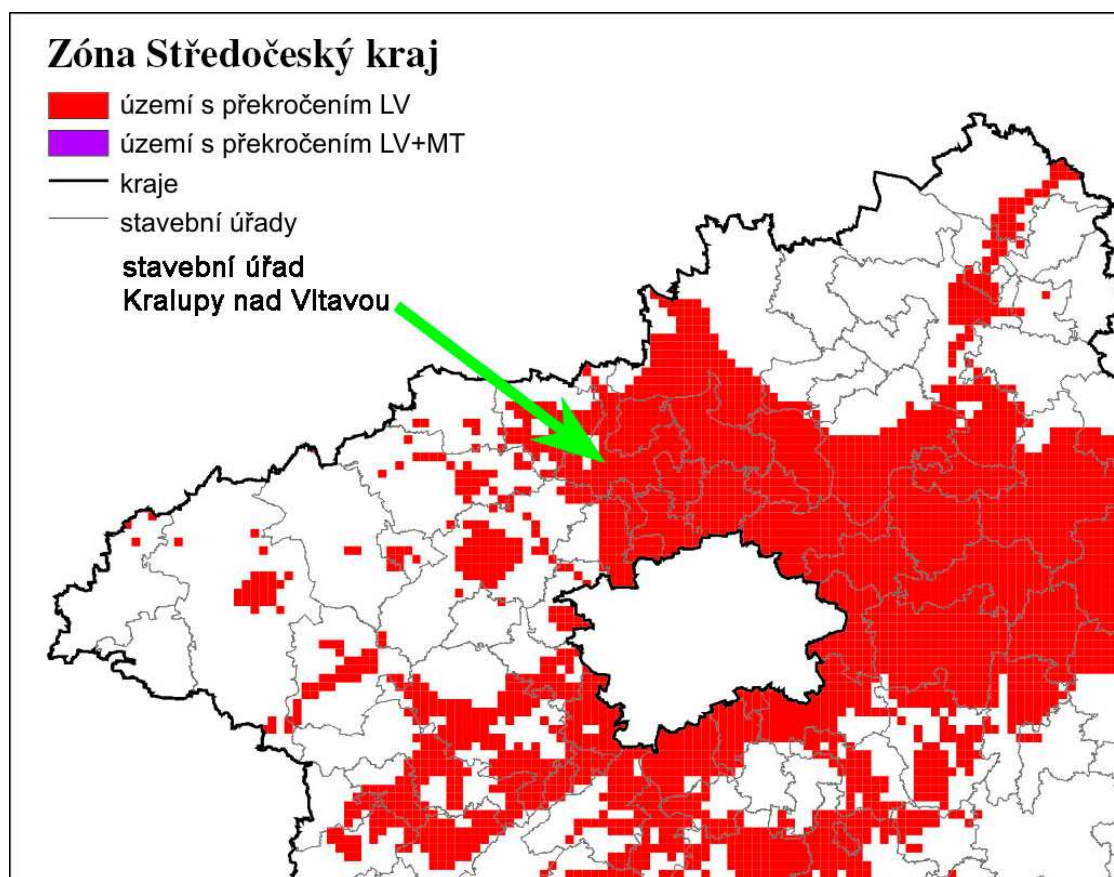 Zóna Středočeský kraj
území s překročením LV
území s překročením LV+MT
kraje
stavební úřady
stavební úřad
Kralupy nad Vltavou